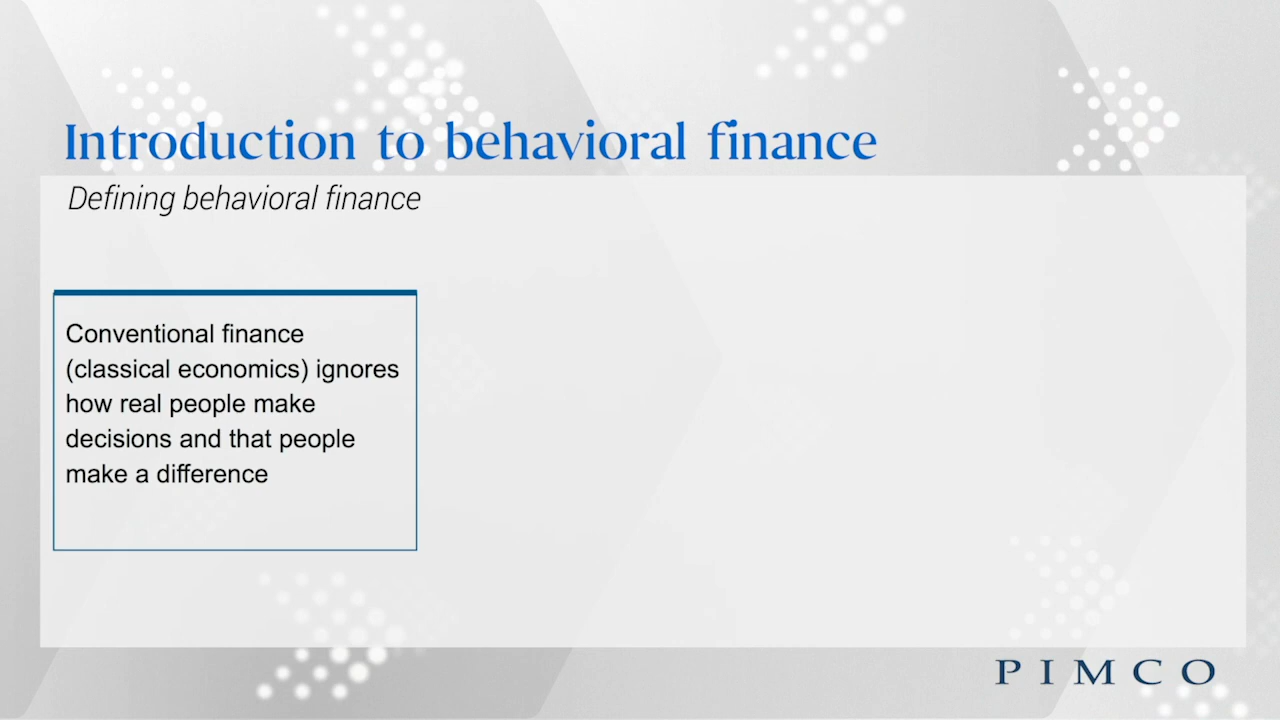 Introduction to behavioral finance
Defining behavioral finance
Conventional finance
(classical economics) ignores
how real people make
decisions and that people
make a difference
PIMCO